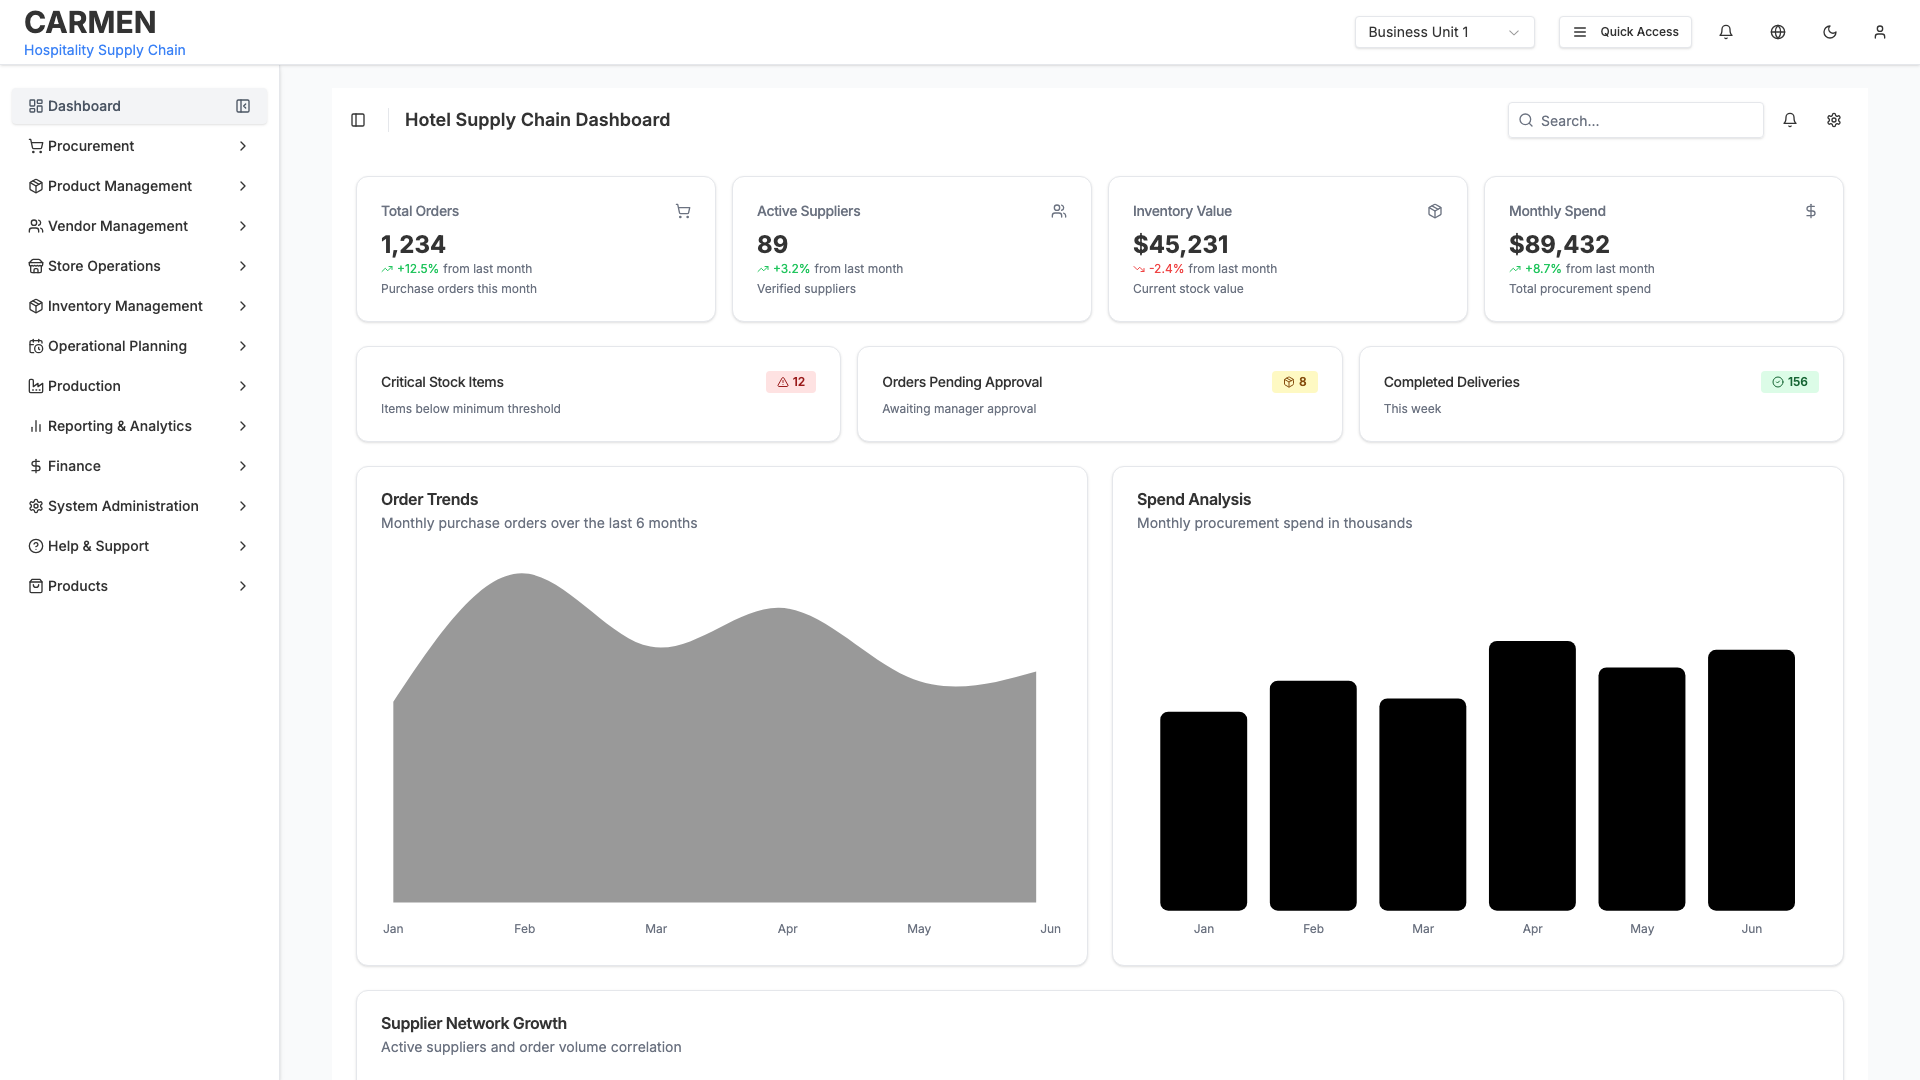 CARMEN
Hospitality Supply Chain
Business Unit 1
Quick Access
Dashboard
Procurement
Product Management
Vendor Management
Store Operations
Inventory Management
Operational Planning
Production
Reporting & Analytics
Finance
System Administration
Help & Support
Products
Hotel Supply Chain Dashboard
Search...
Total Orders
1,234
+12.5% from last month
Purchase orders this month
Active Suppliers
89
+3.2% from last month
Verified suppliers
Inventory Value
$45,231
-2.4% from last month
Current stock value
Monthly Spend
$89,432
+8.7% from last month
Total procurement spend
Critical Stock Items
12
Items below minimum threshold
Orders Pending Approval
8
Awaiting manager approval
Completed Deliveries
156
This week
Order Trends
Monthly purchase orders over the last 6 months
Jan Feb Mar Apr May Jun
Spend Analysis
Monthly procurement spend in thousands
Jan Feb Mar Apr May Jun
Supplier Network Growth
Active suppliers and order volume correlation